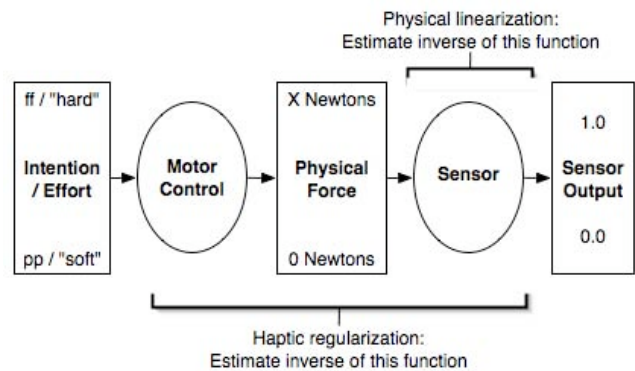 Physical linearization:
Estimate inverse of this function
ff / "hard"
Intention
/ Effort
pp / "soft"
Motor
Control
X Newtons
Physical
Force
0 Newtons
Sensor
1.0
Sensor
Output
0.0
Haptic regularization:
Estimate inverse of this function